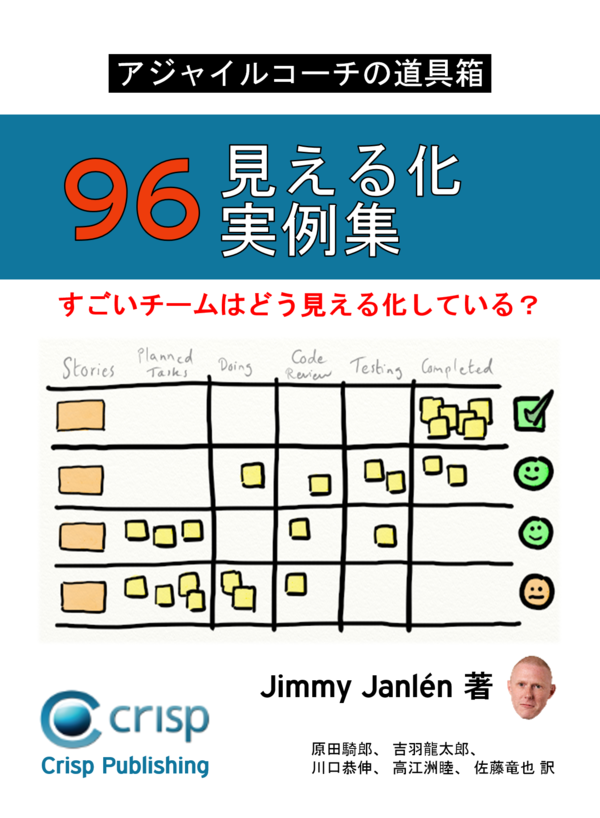 アジャイルコーチの道具箱
96 見える化
実例集
すごいチームはどう見える化している？
Stories Planned Tasks Doing Code Review Testing Completed
Jimmy Janlén 著
crisp
Crisp Publishing
原田騎郎、 吉羽龍太郎、
川口恭伸、 高江洲睦、 佐藤竜也 訳